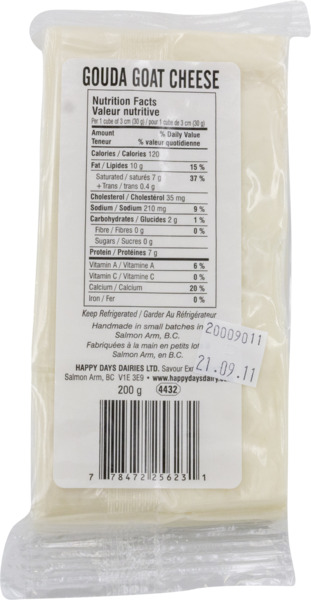 GOUDA GOAT CHEESE
Nutrition Facts
Valeur nutritive
Per 1 cube of 3 cm (30 g) / pour 1 cube de 3 cm (30 g)
Amount % Daily Value
Teneur % valeur quotidienne
Calories / Calories 120
Fat / Lipides 10 g 15 %
Saturated / saturés 7 g 37 %
+ Trans / trans 0.4 g
Cholesterol / Cholestérol 35 mg
Sodium / Sodium 210 mg 9 %
Carbohydrates / Glucides 2 g 1 %
Fibre / Fibres 0 g 0 %
Sugars / Sucres 0 g
Protein / Protéines 7 g
Vitamin A / Vitamine A 6 %
Vitamin C / Vitamine C 0 %
Calcium / Calcium 20 %
Iron / Fer 0 %
Keep Refrigerated / Garder Au Réfrigérateur
Handmade in small batches in
Salmon Arm, B.C.
20009011
Fabriquées à la main en petits lo
Salmon Arm, en B.C.
21.09.11
HAPPY DAYS DAIRIES LTD. Savour
Salmon Arm, BC V1E 3E9 • www.happydaysdairy.
200 g 4432
7 78472 25623 1